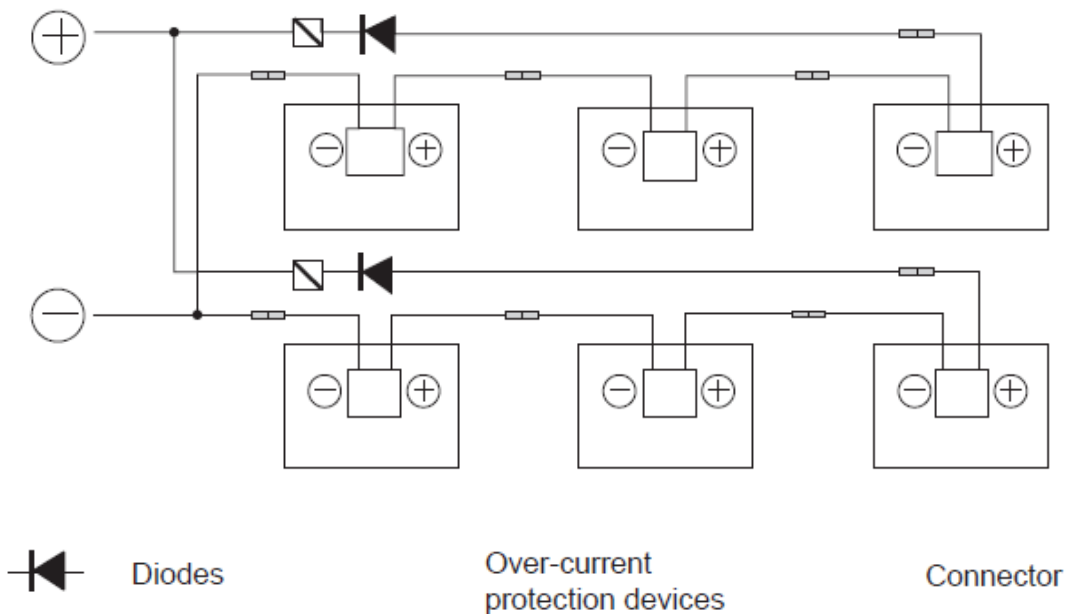 Diodes
Over-current
protection devices
Connector